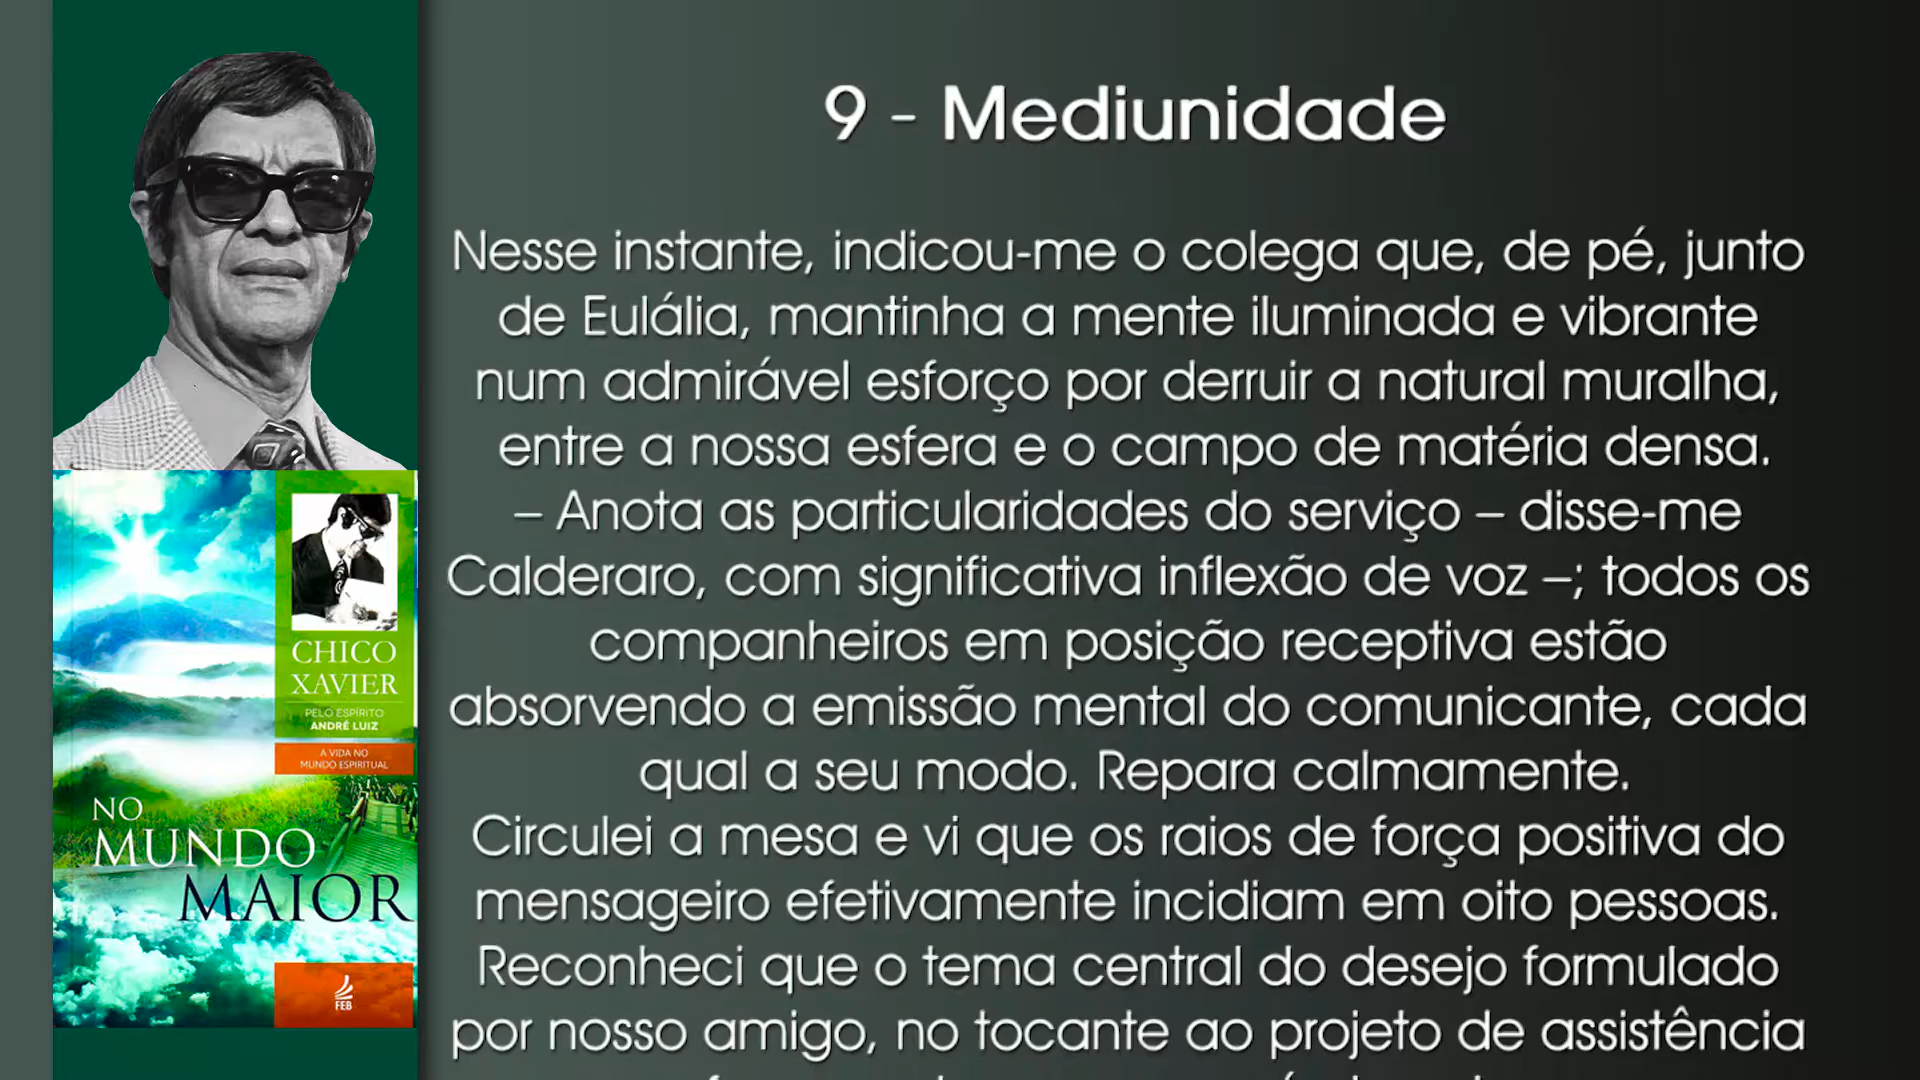 9 - Mediunidade
Nesse instante, indicou-me o colega que, de pé, junto
de Eulália, mantinha a mente iluminada e vibrante
num admirável esforço por derruir a natural muralha,
entre a nossa esfera e o campo de matéria densa.
– Anota as particularidades do serviço – disse-me
Calderaro, com significativa inflexão de voz –; todos os
companheiros em posição receptiva estão
absorvendo a emissão mental do comunicante, cada
qual a seu modo. Repara calmamente.
Circulei a mesa e vi que os raios de força positiva do
mensageiro efetivamente incidiam em oito pessoas.
Reconheci que o tema central do desejo formulado
por nosso amigo, no tocante ao projeto de assistência
CHICO
XAVIER
PELO ESPÍRITO
ANDRÉ LUIZ
A VIDA NO
MUNDO ESPIRITUAL
NO
MUNDO
MAIOR
FEB